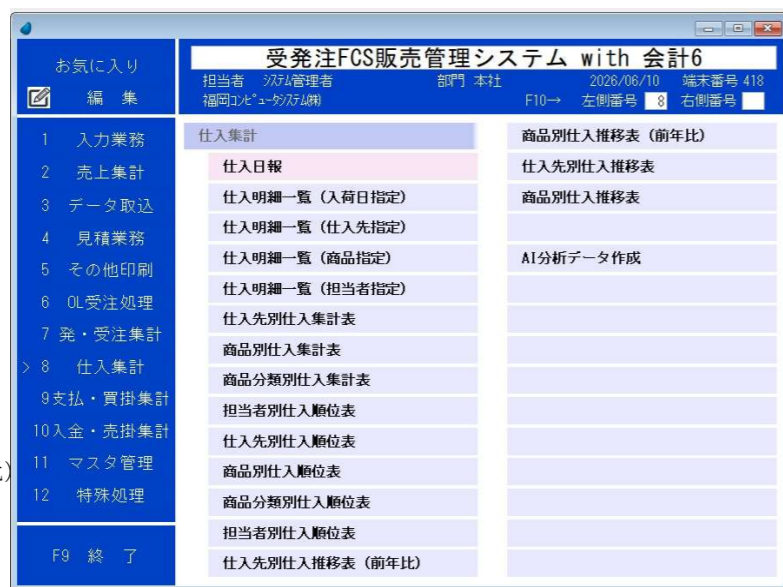 受発注FCS販売管理システム with 会計6
お気に入り
編 集
担当者 システム管理者 部門 本社 2026/06/10 端末番号 418
福岡コンピュータシステム㈱ F10→ 左側番号 8 右側番号
1 入力業務
2 売上集計
3 データ取込
4 見積業務
5 その他印刷
6 OL受注処理
7 発・受注集計
> 8 仕入集計
9支払・買掛集計
10入金・売掛集計
11 マスタ管理
12 特殊処理
F9 終 了
仕入集計
仕入日報
仕入明細一覧（入荷日指定）
仕入明細一覧（仕入先指定）
仕入明細一覧（商品指定）
仕入明細一覧（担当者指定）
仕入先別仕入集計表
商品別仕入集計表
商品分類別仕入集計表
担当者別仕入順位表
仕入先別仕入順位表
商品別仕入順位表
商品分類別仕入順位表
担当者別仕入順位表
仕入先別仕入推移表（前年比）
商品別仕入推移表（前年比）
仕入先別仕入推移表
商品別仕入推移表
AI分析データ作成